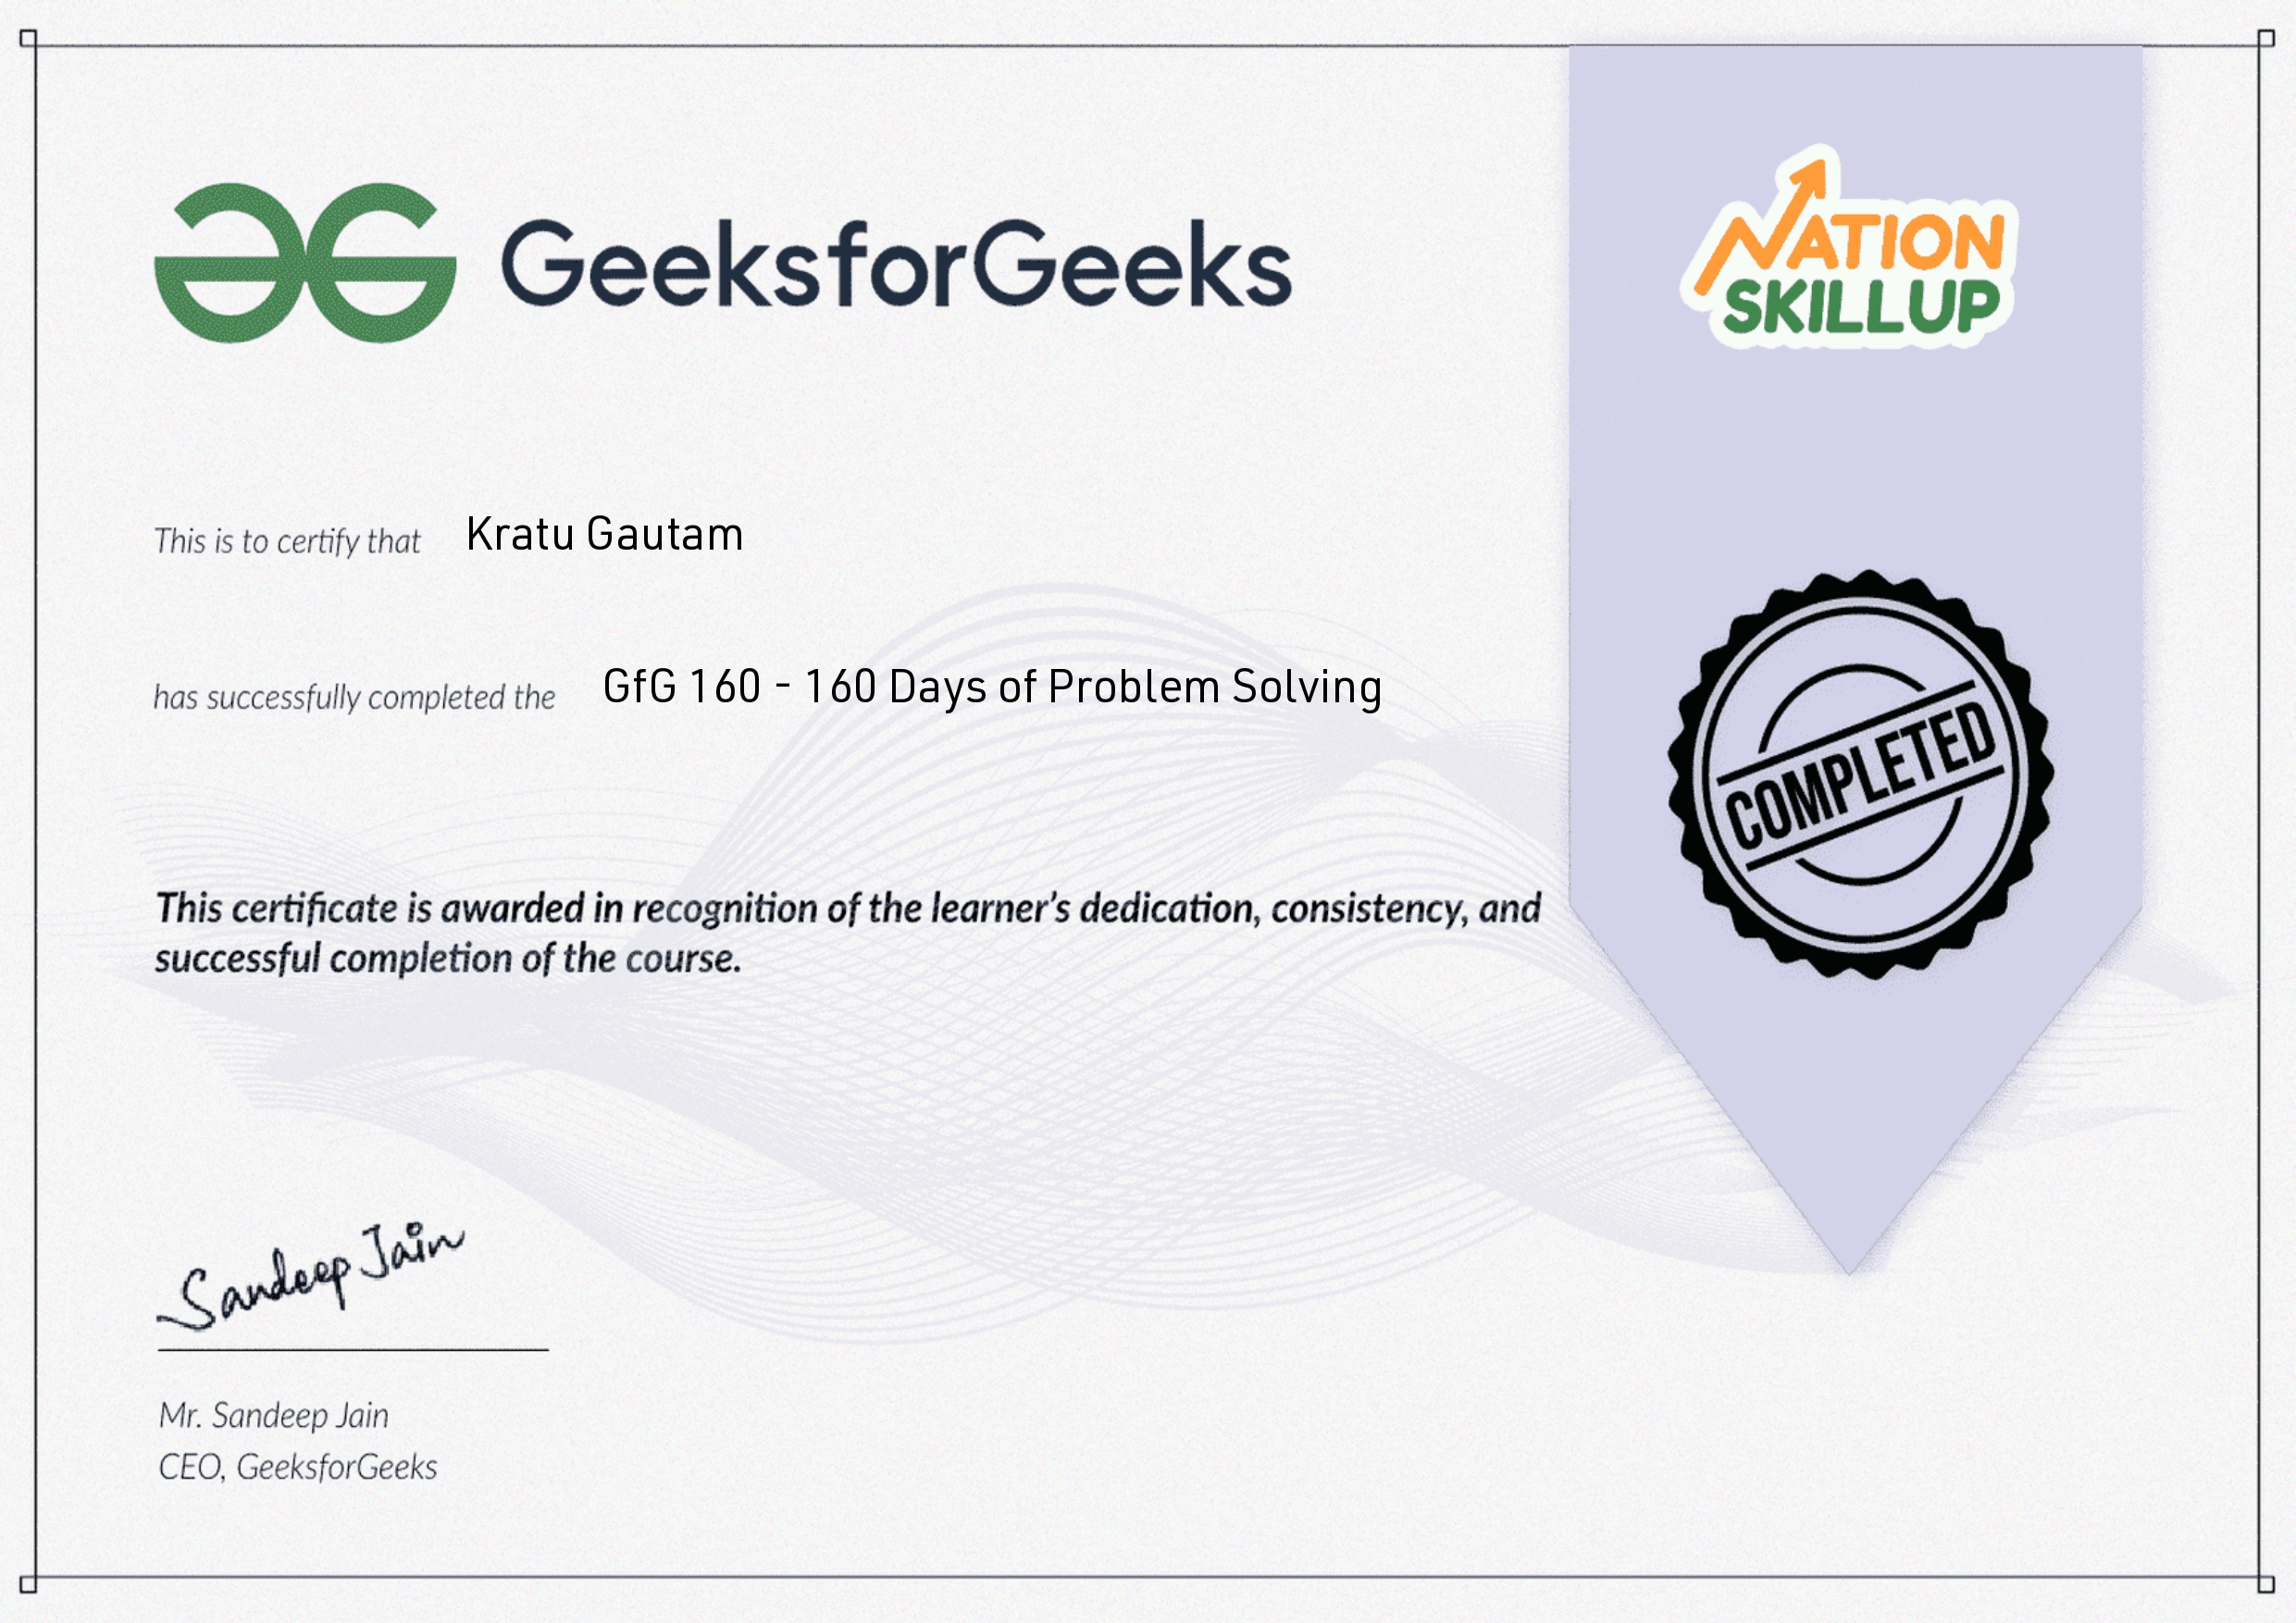 GeeksforGeeks
NATION
SKILLUP
This is to certify that Kratu Gautam
has successfully completed the GfG 160 - 160 Days of Problem Solving
COMPLETED
This certificate is awarded in recognition of the learner’s dedication, consistency, and
successful completion of the course.
Sandeep Jain
Mr. Sandeep Jain
CEO, GeeksforGeeks